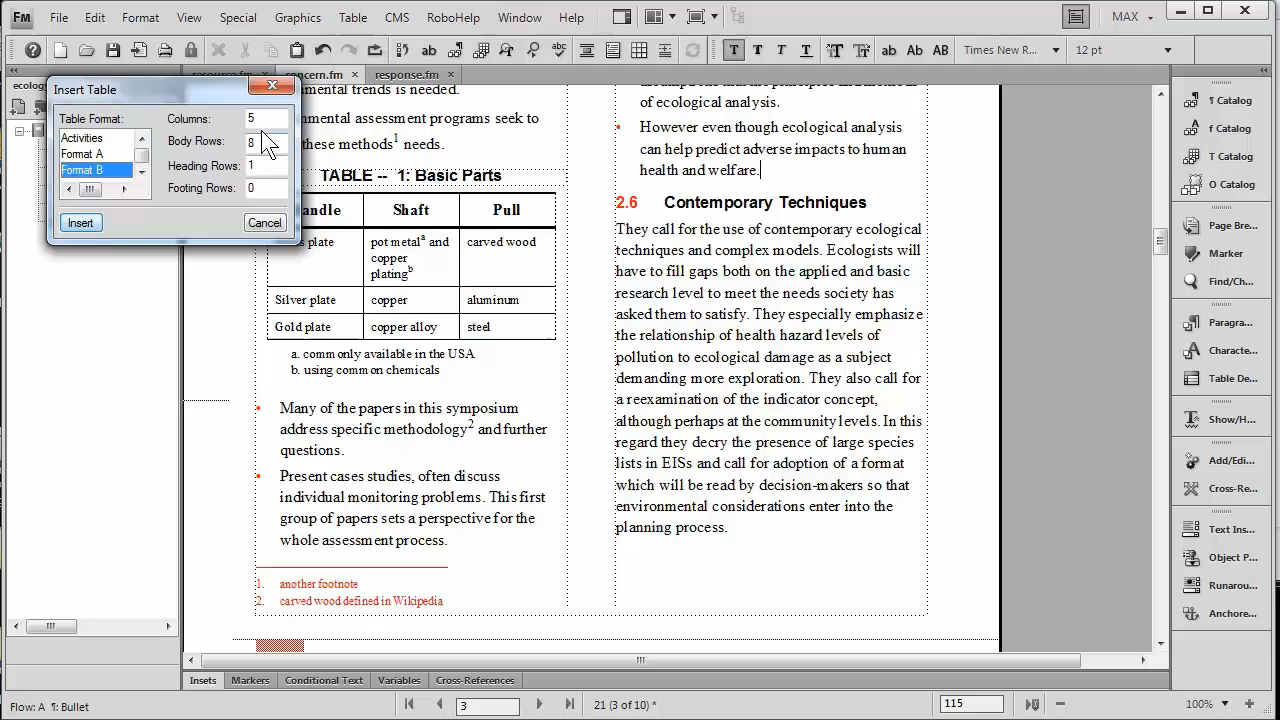 Fm File Edit Format View Special Graphics Table CMS RoboHelp Window Help MAX
Times New R... 12 pt
concern.fm response.fm
ecology
Insert Table
Table Format:
Activities
Format A
Format B
Columns: 5
Body Rows: 8
Heading Rows: 1
Footing Rows: 0
Insert Cancel
nmental trends is needed.
nmental assessment programs seek to
these methods1 needs.
TABLE -- 1: Basic Parts
andle Shaft Pull
s plate pot metala and carved wood
copper
platingb
Silver plate copper aluminum
Gold plate copper alloy steel
a. commonly available in the USA
b. using common chemicals
Many of the papers in this symposium
address specific methodology2 and further
questions.
Present cases studies, often discuss
individual monitoring problems. This first
group of papers sets a perspective for the
whole assessment process.
1. another footnote
2. carved wood defined in Wikipedia
of ecological analysis.
However even though ecological analysis
can help predict adverse impacts to human
health and welfare.
2.6 Contemporary Techniques
They call for the use of contemporary ecological
techniques and complex models. Ecologists will
have to fill gaps both on the applied and basic
research level to meet the needs society has
asked them to satisfy. They especially emphasize
the relationship of health hazard levels of
pollution to ecological damage as a subject
demanding more exploration. They also call for
a reexamination of the indicator concept,
although perhaps at the community levels. In this
regard they decry the presence of large species
lists in EISs and call for adoption of a format
which will be read by decision-makers so that
environmental considerations enter into the
planning process.
¶ Catalog
f Catalog
T Catalog
O Catalog
Page Bre...
Marker
Find/Ch...
Paragra...
Characte...
Table De...
Show/H...
Add/Edi...
Cross-Re...
Text Ins...
Object P...
Runarou...
Anchore...
Insets Markers Conditional Text Variables Cross-References
Flow: A ¶: Bullet 3 21 (3 of 10) * 115 100%